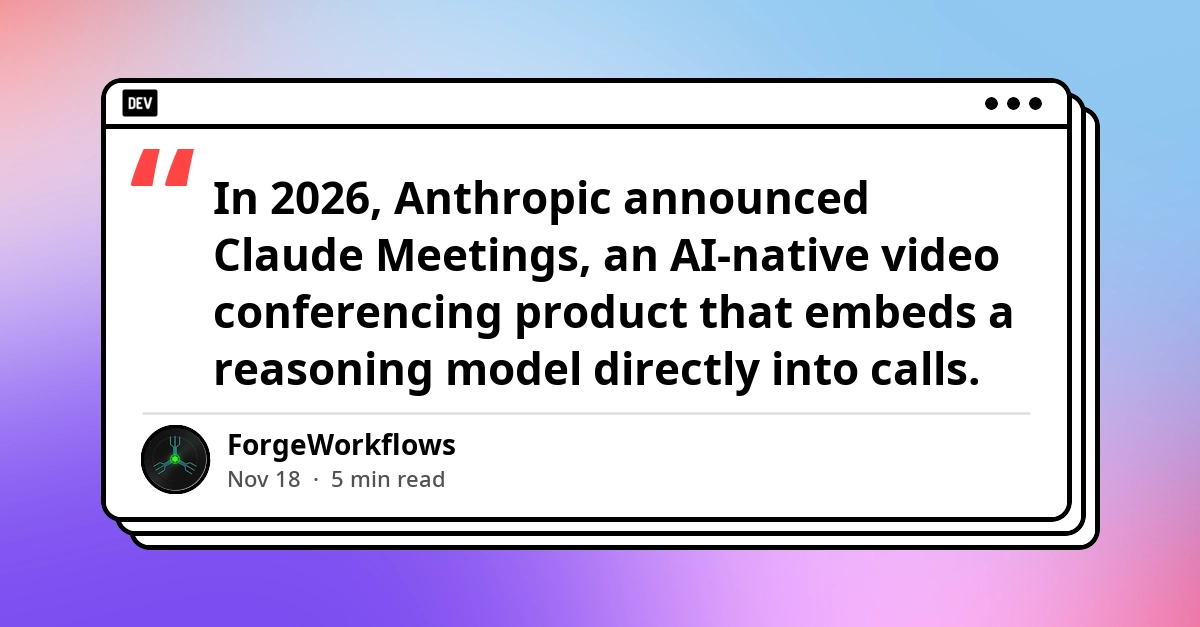 DEV
“
In 2026, Anthropic announced
Claude Meetings, an AI-native video
conferencing product that embeds a
reasoning model directly into calls.
ForgeWorkflows
Nov 18 · 5 min read